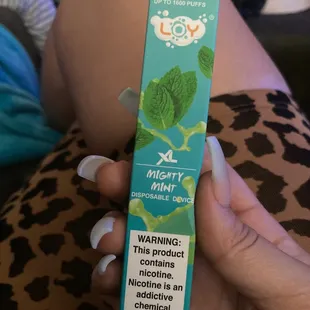 UP TO 1600 PUFFS
LOY
XL
MIGHTY
MINT
DISPOSABLE DEVICE
WARNING:
This product
contains
nicotine.
Nicotine is an
addictive
chemical